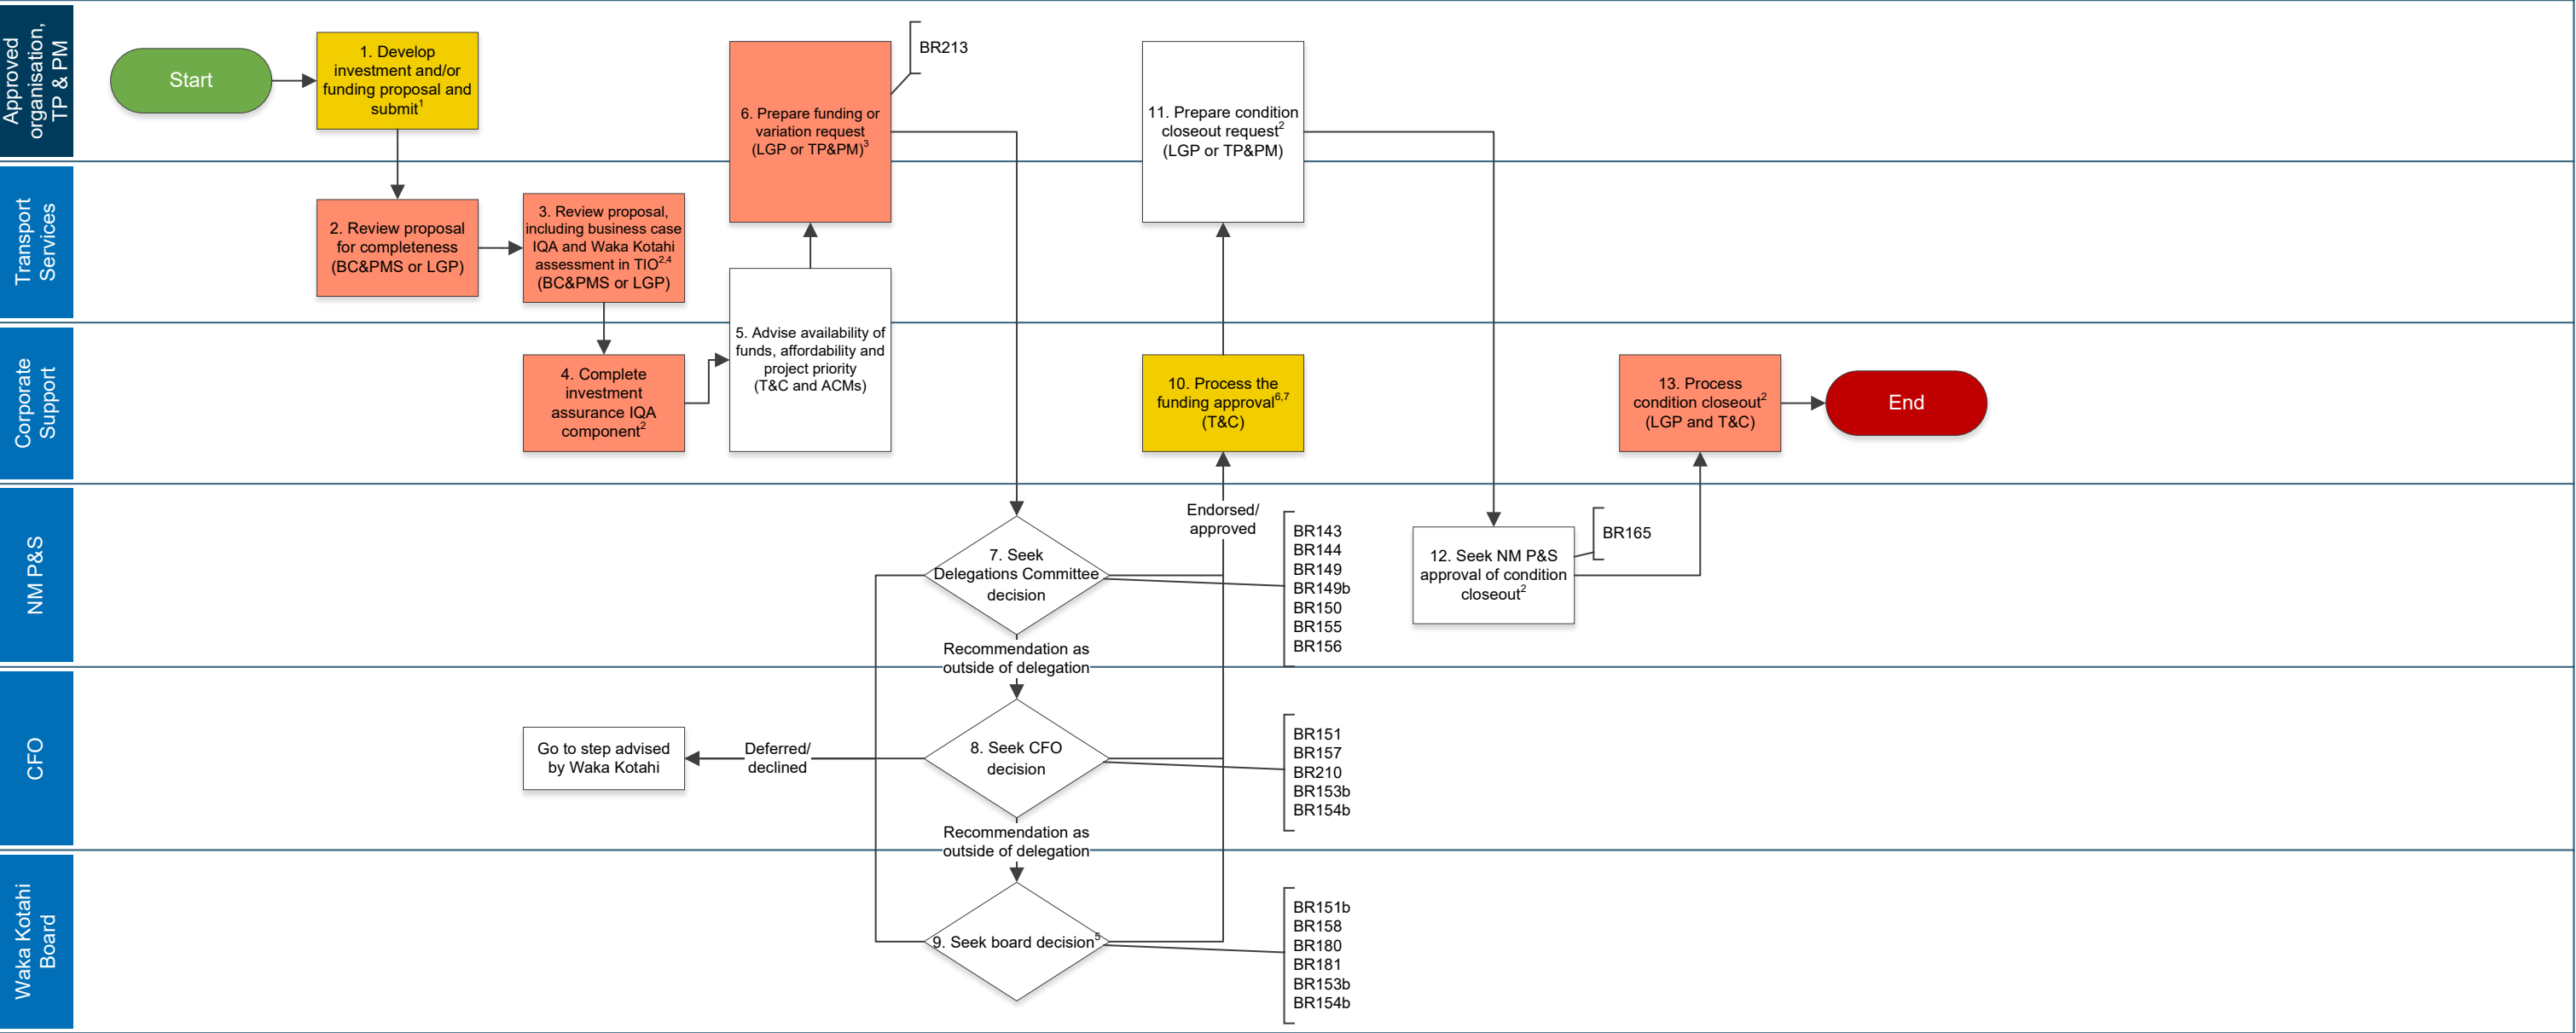 Approved
organisation,
TP & PM
Start
1. Develop
investment and/or
funding proposal and
submit1
6. Prepare funding or
variation request
(LGP or TP&PM)3
BR213
11. Prepare condition
closeout request2
(LGP or TP&PM)
Transport
Services
2. Review proposal
for completeness
(BC&PMS or LGP)
3. Review proposal,
including business case
IQA and Waka Kotahi
assessment in TIO2,4
(BC&PMS or LGP)
Corporate
Support
4. Complete
investment
assurance IQA
component2
5. Advise availability of
funds, affordability and
project priority
(T&C and ACMs)
10. Process the
funding approval6,7
(T&C)
13. Process
condition closeout2
(LGP and T&C)
End
NM P&S
7. Seek
Delegations Committee
decision
Endorsed/
approved
BR143
BR144
BR149
BR149b
BR150
BR155
BR156
12. Seek NM P&S
approval of condition
closeout2
BR165
Recommendation as
outside of delegation
CFO
Go to step advised
by Waka Kotahi
Deferred/
declined
8. Seek CFO
decision
BR151
BR157
BR210
BR153b
BR154b
Recommendation as
outside of delegation
Waka Kotahi
Board
9. Seek board decision5
BR151b
BR158
BR180
BR181
BR153b
BR154b